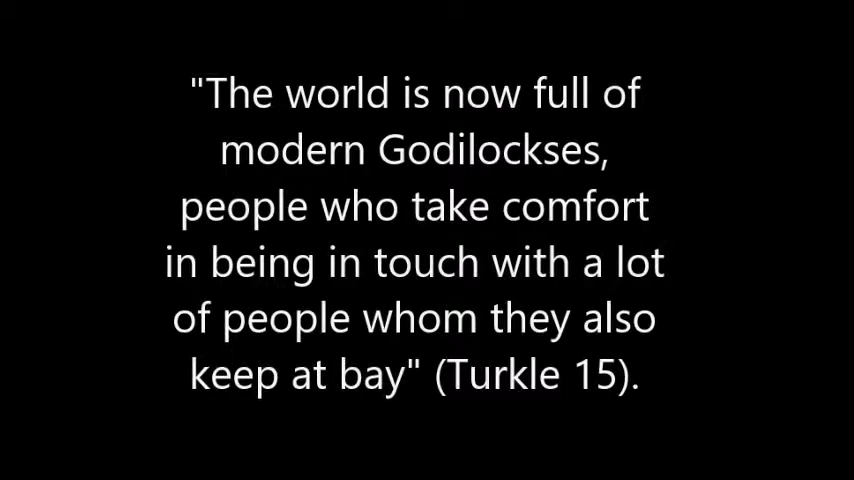 "The world is now full of
modern Godilockses,
people who take comfort
in being in touch with a lot
of people whom they also
keep at bay" (Turkle 15).